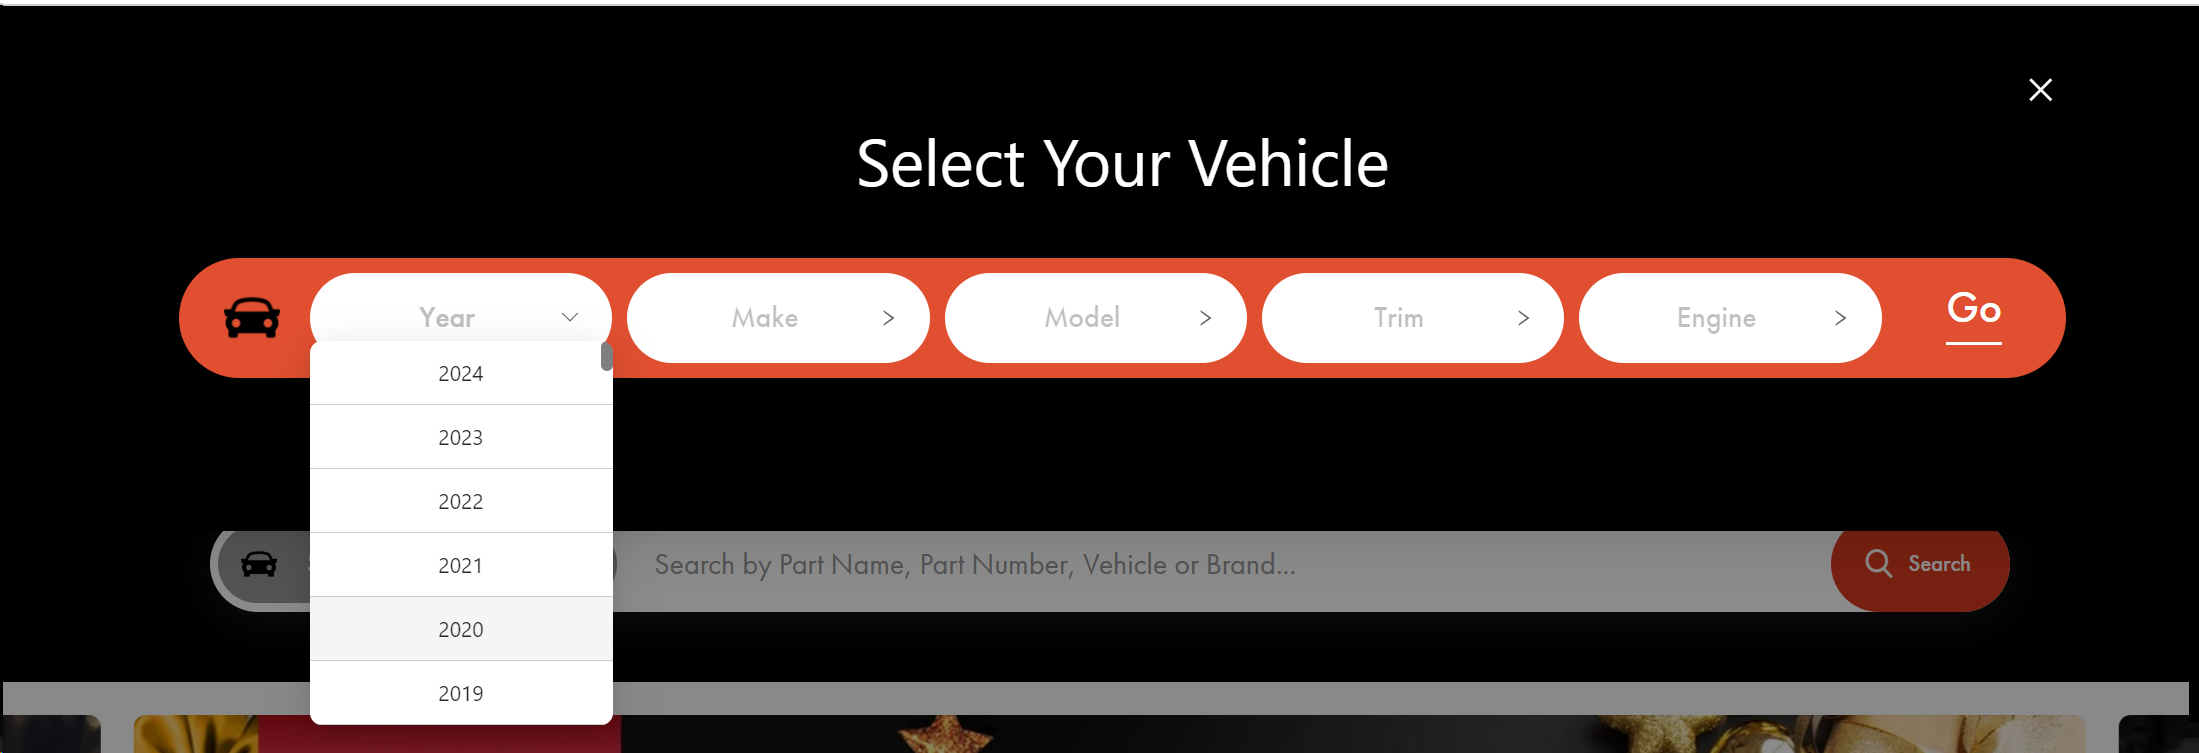 Select Your Vehicle
Year
Make
Model
Trim
Engine
Go
2024
2023
2022
2021
2020
2019
Search by Part Name, Part Number, Vehicle or Brand...
Search